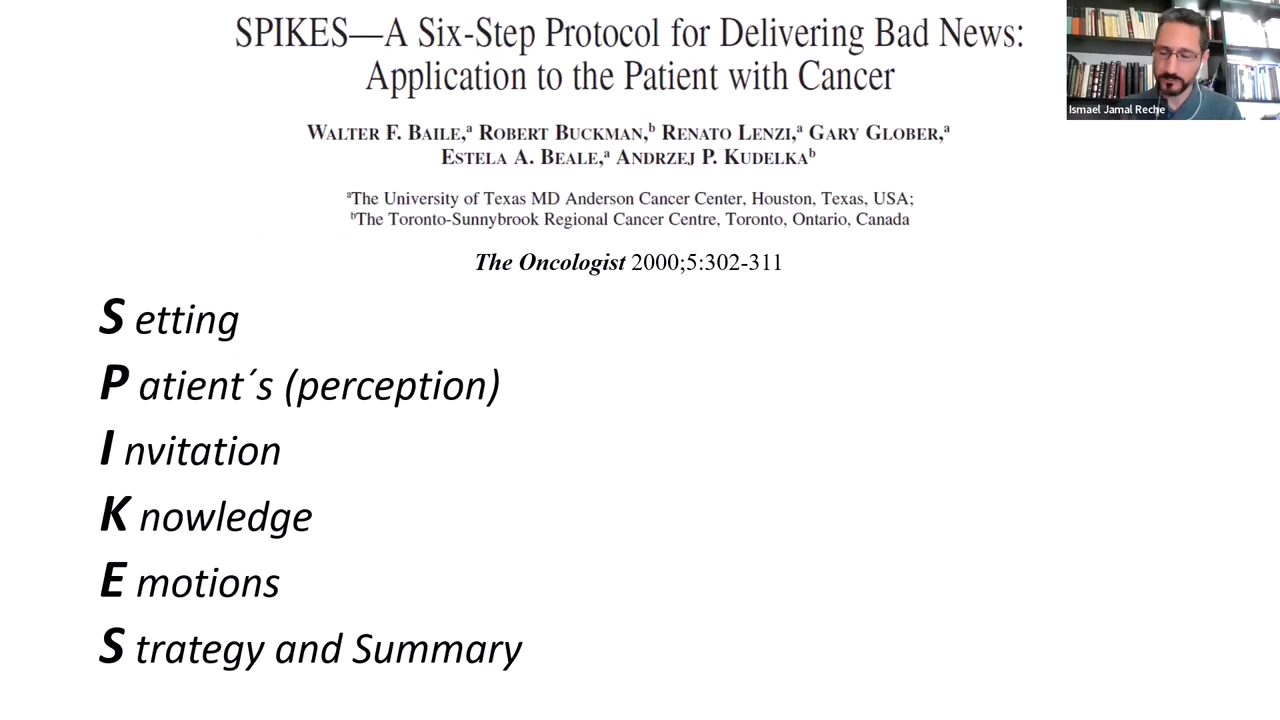 SPIKES—A Six-Step Protocol for Delivering Bad News:
Application to the Patient with Cancer
WALTER F. BAILE,ª ROBERT BUCKMAN,ᵇ RENATO LENZI,ª GARY GLOBER,ª
ESTELA A. BEALE,ª ANDRZEJ P. KUDELKAᵇ
ªThe University of Texas MD Anderson Cancer Center, Houston, Texas, USA;
ᵇThe Toronto-Sunnybrook Regional Cancer Centre, Toronto, Ontario, Canada
The Oncologist 2000;5:302-311
Ismael Jamal Reche
S etting
P atient´s (perception)
I nvitation
K nowledge
E motions
S trategy and Summary